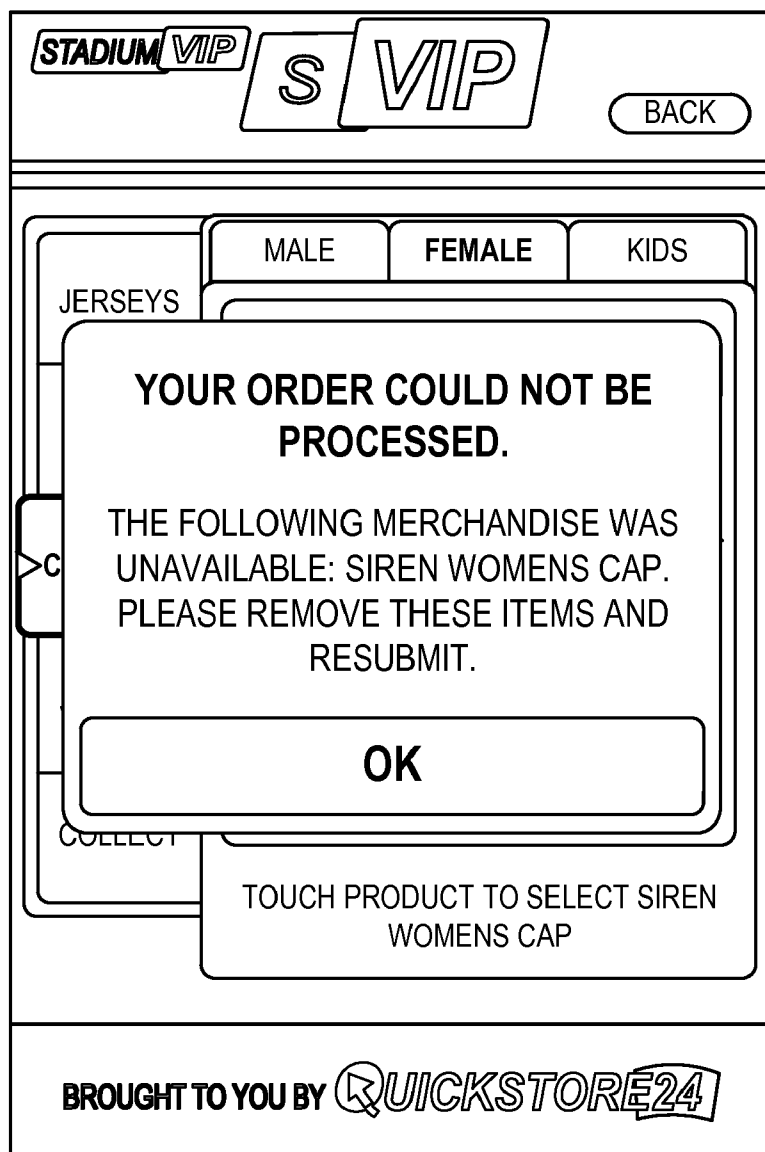 STADIUM VIP
S VIP
BACK
MALE FEMALE KIDS
JERSEYS
YOUR ORDER COULD NOT BE
PROCESSED.
THE FOLLOWING MERCHANDISE WAS
UNAVAILABLE: SIREN WOMENS CAP.
PLEASE REMOVE THESE ITEMS AND
RESUBMIT.
OK
COLLECT
TOUCH PRODUCT TO SELECT SIREN
WOMENS CAP
BROUGHT TO YOU BY QUICKSTORE24